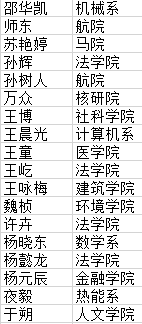 邵华凯 机械系
师东 航院
苏艳婷 马院
孙辉 法学院
孙树人 航院
万众 核研院
王博 社科学院
王晨光 计算机系
王童 医学院
王屹 法学院
王咏梅 建筑学院
魏桢 环境学院
许卉 法学院
杨晓东 数学系
杨懿龙 法学院
杨元辰 金融学院
夜毅 热能系
于朔 人文学院